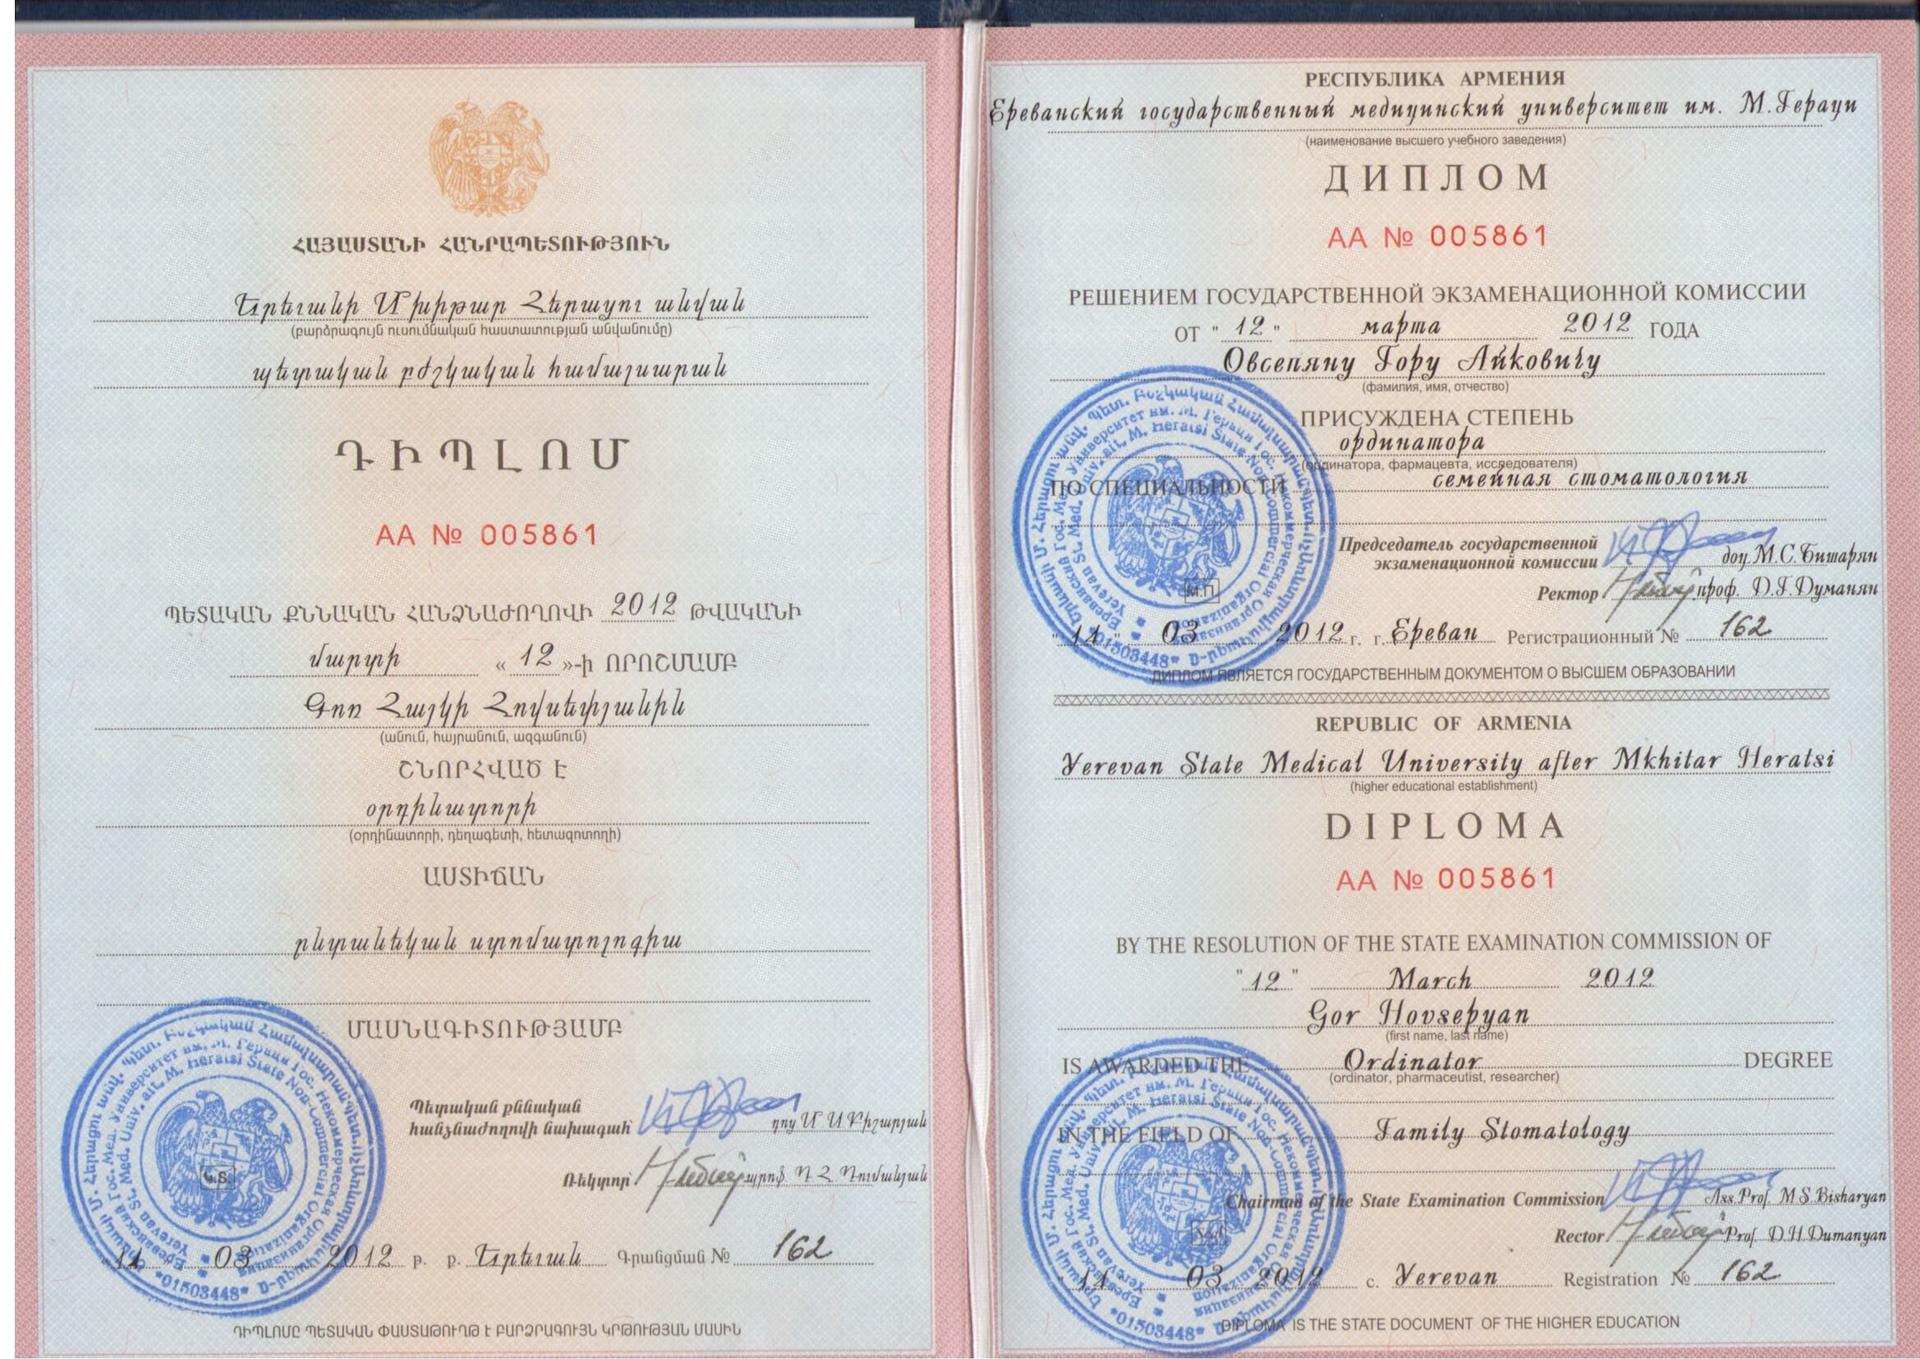 ՀԱՅԱՍՏԱՆԻ ՀԱՆՐԱՊԵՏՈՒԹՅՈՒՆ
Երևանի Մխիթար Հերացու անվան
(բարձրագույն ուսումնական հաստատության անվանումը)
պետական բժշկական համալսարան
ԴԻՊԼՈՄ
AA № 005861
ՊԵՏԱԿԱՆ ՔՆՆԱԿԱՆ ՀԱՆՁՆԱԺՈՂՈՎԻ 2012 ԹՎԱԿԱՆԻ
մարտի « 12 »-ի ՈՐՈՇՄԱՄԲ
Գոռ Հայկի Հովսեփյանին
(անուն, հայրանուն, ազգանուն)
ՇՆՈՐՀՎԱԾ Է
օրդինատորի
(օրդինատորի, դեղագետի, հետազոտողի)
ԱՍՏԻՃԱՆ
ընտանեկան ստոմատոլոգիա
ՄԱՍՆԱԳԻՏՈՒԹՅԱՄԲ
Պետական քննական
հանձնաժողովի նախագահ դոց Մ Ս Բիշարյան
Ռեկտոր պրոֆ. Դ Հ Դումանյան
14 03 2012 թ. ք. Երևան Գրանցման № 162
ԴԻՊԼՈՄԸ ՊԵՏԱԿԱՆ ՓԱՍՏԱԹՈՒՂԹ Է ԲԱՐՁՐԱԳՈՒՅՆ ԿՐԹՈՒԹՅԱՆ ՄԱՍԻՆ
Կ.Տ.
РЕСПУБЛИКА АРМЕНИЯ
Ереванский государственный медицинский университет им. М.Гераци
(наименование высшего учебного заведения)
ДИПЛОМ
AA № 005861
РЕШЕНИЕМ ГОСУДАРСТВЕННОЙ ЭКЗАМЕНАЦИОННОЙ КОМИССИИ
ОТ " 12 " марта 2012 ГОДА
Овсепяну Гору Айковичу
(фамилия, имя, отчество)
ПРИСУЖДЕНА СТЕПЕНЬ
ординатора
(ординатора, фармацевта, исследователя)
ПО СПЕЦИАЛЬНОСТИ семейная стоматология
Председатель государственной
экзаменационной комиссии доц М.С.Бишарян
Ректор проф. Д.Г.Думанян
М.П.
" 14 " 03 2012 г. г. Ереван Регистрационный № 162
ДИПЛОМ ЯВЛЯЕТСЯ ГОСУДАРСТВЕННЫМ ДОКУМЕНТОМ О ВЫСШЕМ ОБРАЗОВАНИИ
REPUBLIC OF ARMENIA
Yerevan State Medical University after Mkhitar Heratsi
(higher educational establishment)
DIPLOMA
AA № 005861
BY THE RESOLUTION OF THE STATE EXAMINATION COMMISSION OF
"12" March 2012
Gor Hovsepyan
(first name, last name)
IS AWARDED THE Ordinator DEGREE
(ordinator, pharmaceutist, researcher)
IN THE FIELD OF Family Stomatology
Chairman of the State Examination Commission Ass.Prof. M S.Bisharyan
Rector Prof. D.H.Dumanyan
" 14 03 2012 c. Yerevan Registration № 162
DIPLOMA IS THE STATE DOCUMENT OF THE HIGHER EDUCATION